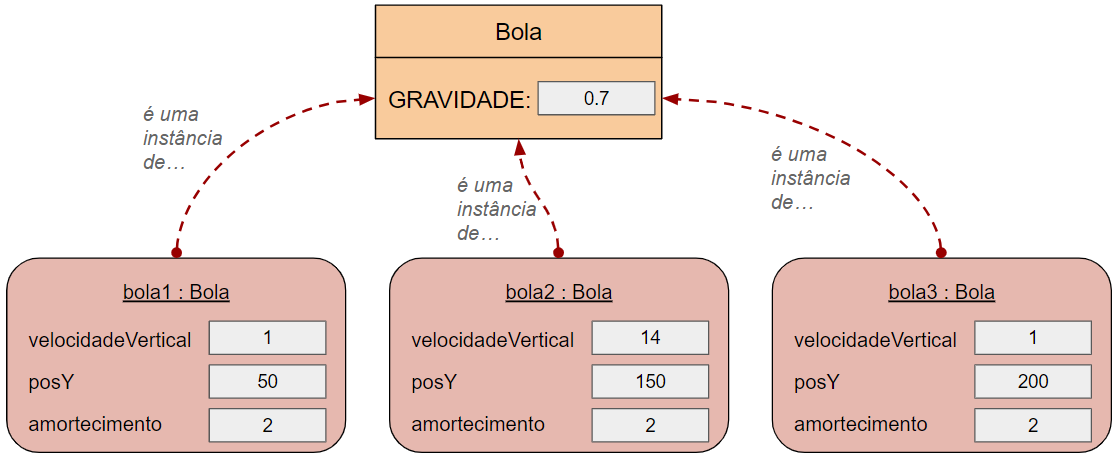 Bola
GRAVIDADE: 0.7
é uma
instância
de…
é uma
instância
de…
é uma
instância
de…
bola1 : Bola
velocidadeVertical 1
posY 50
amortecimento 2
bola2 : Bola
velocidadeVertical 14
posY 150
amortecimento 2
bola3 : Bola
velocidadeVertical 1
posY 200
amortecimento 2